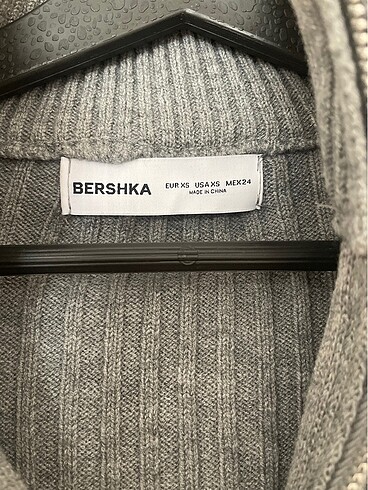 BERSHKA
EUR XS USA XS MEX 24
MADE IN CHINA